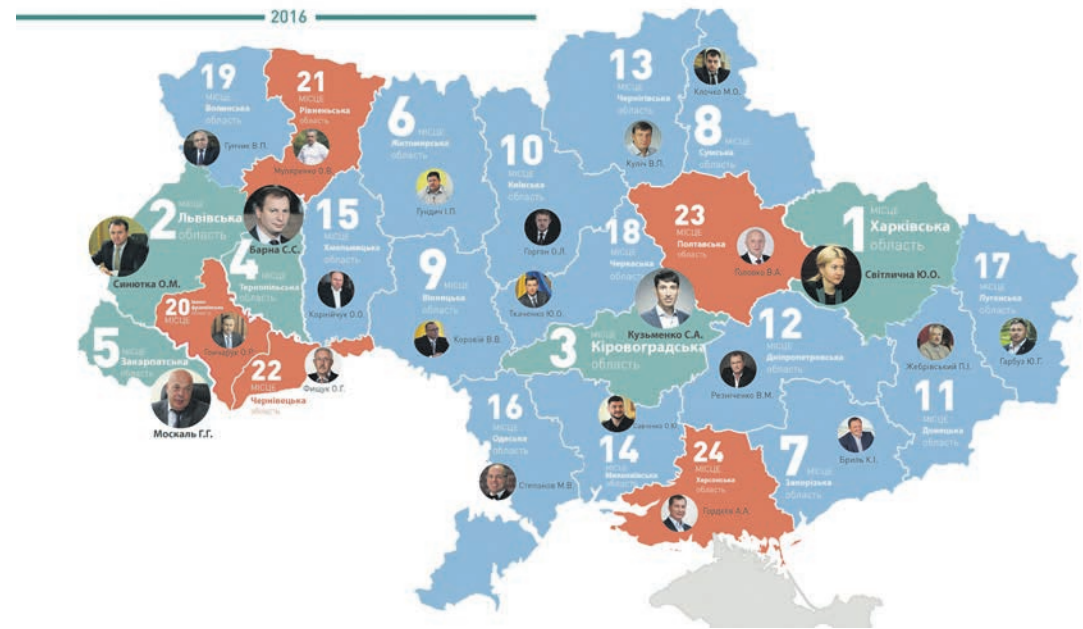 2016
19
МІСЦЕ
Волинська
область
Гунчик В.П.
21
МІСЦЕ
Рівненська
область
Муляренко О.В.
6
МІСЦЕ
Житомирська
область
Гундич І.П.
10
МІСЦЕ
Київська
область
Горган О.Л.
13
МІСЦЕ
Чернігівська
область
Куліч В.П.
Клочко М.О.
8
МІСЦЕ
Сумська
область
2
МІСЦЕ
Львівська
область
Синютка О.М.
Барна С.С.
4
МІСЦЕ
Тернопільська
область
15
МІСЦЕ
Хмельницька
область
Корнійчук О.О.
9
МІСЦЕ
Вінницька
область
Коровій В.В.
18
МІСЦЕ
Черкаська
область
Ткаченко Ю.О.
23
МІСЦЕ
Полтавська
область
Головко В.А.
1
МІСЦЕ
Харківська
область
Світлична Ю.О.
17
МІСЦЕ
Луганська
область
Гарбуз Ю.Г.
20
МІСЦЕ
Гончарук О.Р.
5
МІСЦЕ
Закарпатська
область
Москаль Г.Г.
22
МІСЦЕ
Чернівецька
область
Фищук О.Г.
3
МІСЦЕ
Кіровоградська
область
Кузьменко С.А.
12
МІСЦЕ
Дніпропетровська
область
Резніченко В.М.
Жебрівський П.І.
11
МІСЦЕ
Донецька
область
16
МІСЦЕ
Одеська
область
Степанов М.В.
14
МІСЦЕ
Миколаївська
область
Савченко О.Ю.
24
МІСЦЕ
Херсонська
область
Гордєєв А.А.
7
МІСЦЕ
Запорізька
область
Бриль К.І.